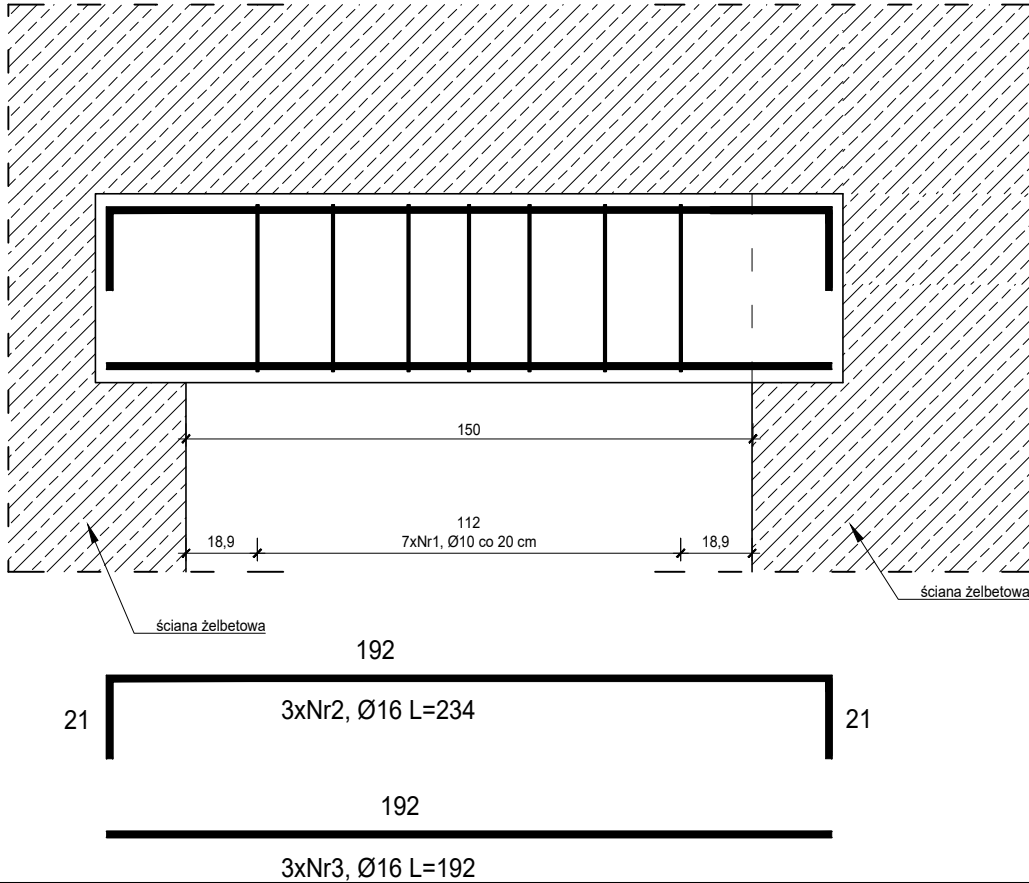 150
112
18,9
7xNr1, Ø10 co 20 cm
18,9
ściana żelbetowa
ściana żelbetowa
192
21
3xNr2, Ø16 L=234
21
192
3xNr3, Ø16 L=192